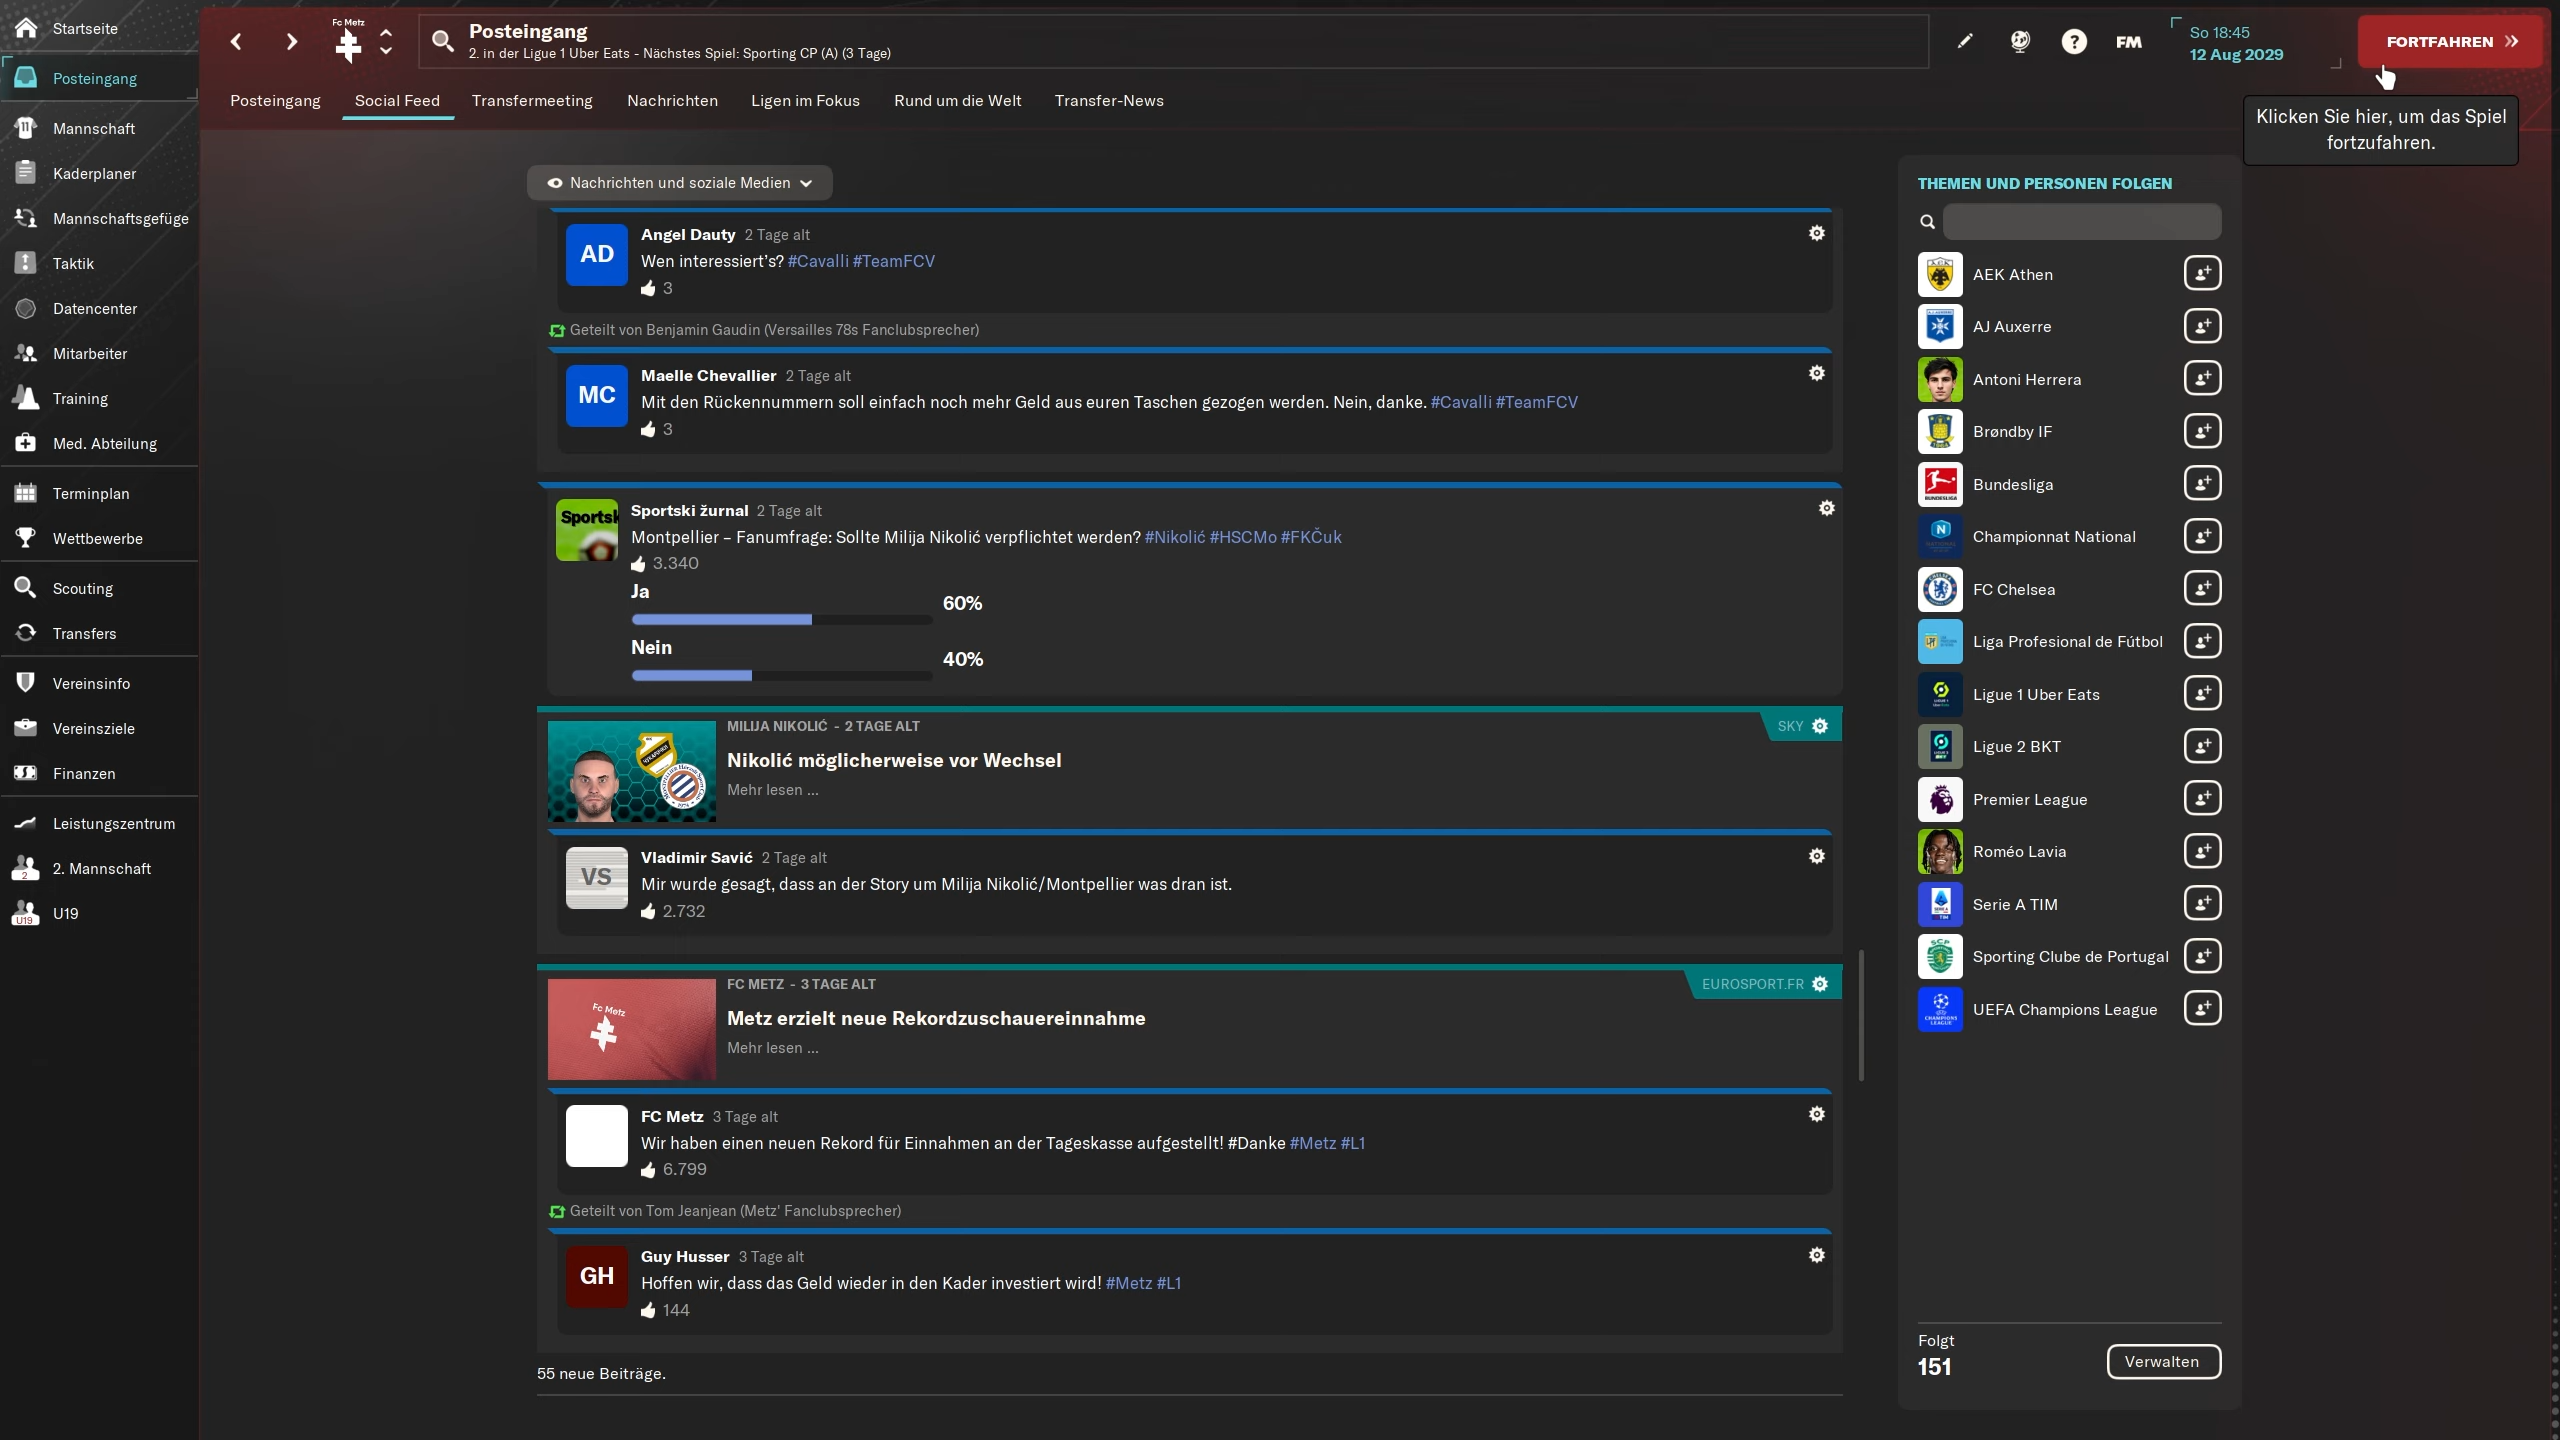 Startseite
Posteingang
Mannschaft
Kaderplaner
Mannschaftsgefüge
Taktik
Datencenter
Mitarbeiter
Training
Med. Abteilung
Terminplan
Wettbewerbe
Scouting
Transfers
Vereinsinfo
Vereinsziele
Finanzen
Leistungszentrum
2
2. Mannschaft
U19
U19
Fc Metz
Posteingang
2. in der Ligue 1 Uber Eats - Nächstes Spiel: Sporting CP (A) (3 Tage)
?
FM
So 18:45
12 Aug 2029
FORTFAHREN
Klicken Sie hier, um das Spiel
fortzufahren.
Posteingang
Social Feed
Transfermeeting
Nachrichten
Ligen im Fokus
Rund um die Welt
Transfer-News
Nachrichten und soziale Medien
AD
Angel Dauty 2 Tage alt
Wen interessiert's? #Cavalli #TeamFCV
3
Geteilt von Benjamin Gaudin (Versailles 78s Fanclubsprecher)
MC
Maelle Chevallier 2 Tage alt
Mit den Rückennummern soll einfach noch mehr Geld aus euren Taschen gezogen werden. Nein, danke. #Cavalli #TeamFCV
3
Sportski žurnal 2 Tage alt
Montpellier – Fanumfrage: Sollte Milija Nikolić verpflichtet werden? #Nikolić #HSCMo #FKČuk
3.340
Ja
60%
Nein
40%
MILIJA NIKOLIĆ - 2 TAGE ALT
SKY
Nikolić möglicherweise vor Wechsel
Mehr lesen ...
VS
Vladimir Savić 2 Tage alt
Mir wurde gesagt, dass an der Story um Milija Nikolić/Montpellier was dran ist.
2.732
FC METZ - 3 TAGE ALT
EUROSPORT.FR
Fc Metz
Metz erzielt neue Rekordzuschauereinnahme
Mehr lesen ...
FC Metz 3 Tage alt
Wir haben einen neuen Rekord für Einnahmen an der Tageskasse aufgestellt! #Danke #Metz #L1
6.799
Geteilt von Tom Jeanjean (Metz' Fanclubsprecher)
GH
Guy Husser 3 Tage alt
Hoffen wir, dass das Geld wieder in den Kader investiert wird! #Metz #L1
144
55 neue Beiträge.
THEMEN UND PERSONEN FOLGEN
AEK Athen
AJ Auxerre
Antoni Herrera
Brøndby IF
Bundesliga
Championnat National
FC Chelsea
Liga Profesional de Fútbol
Ligue 1 Uber Eats
Ligue 2 BKT
Premier League
Roméo Lavia
Serie A TIM
Sporting Clube de Portugal
UEFA Champions League
Folgt
151
Verwalten